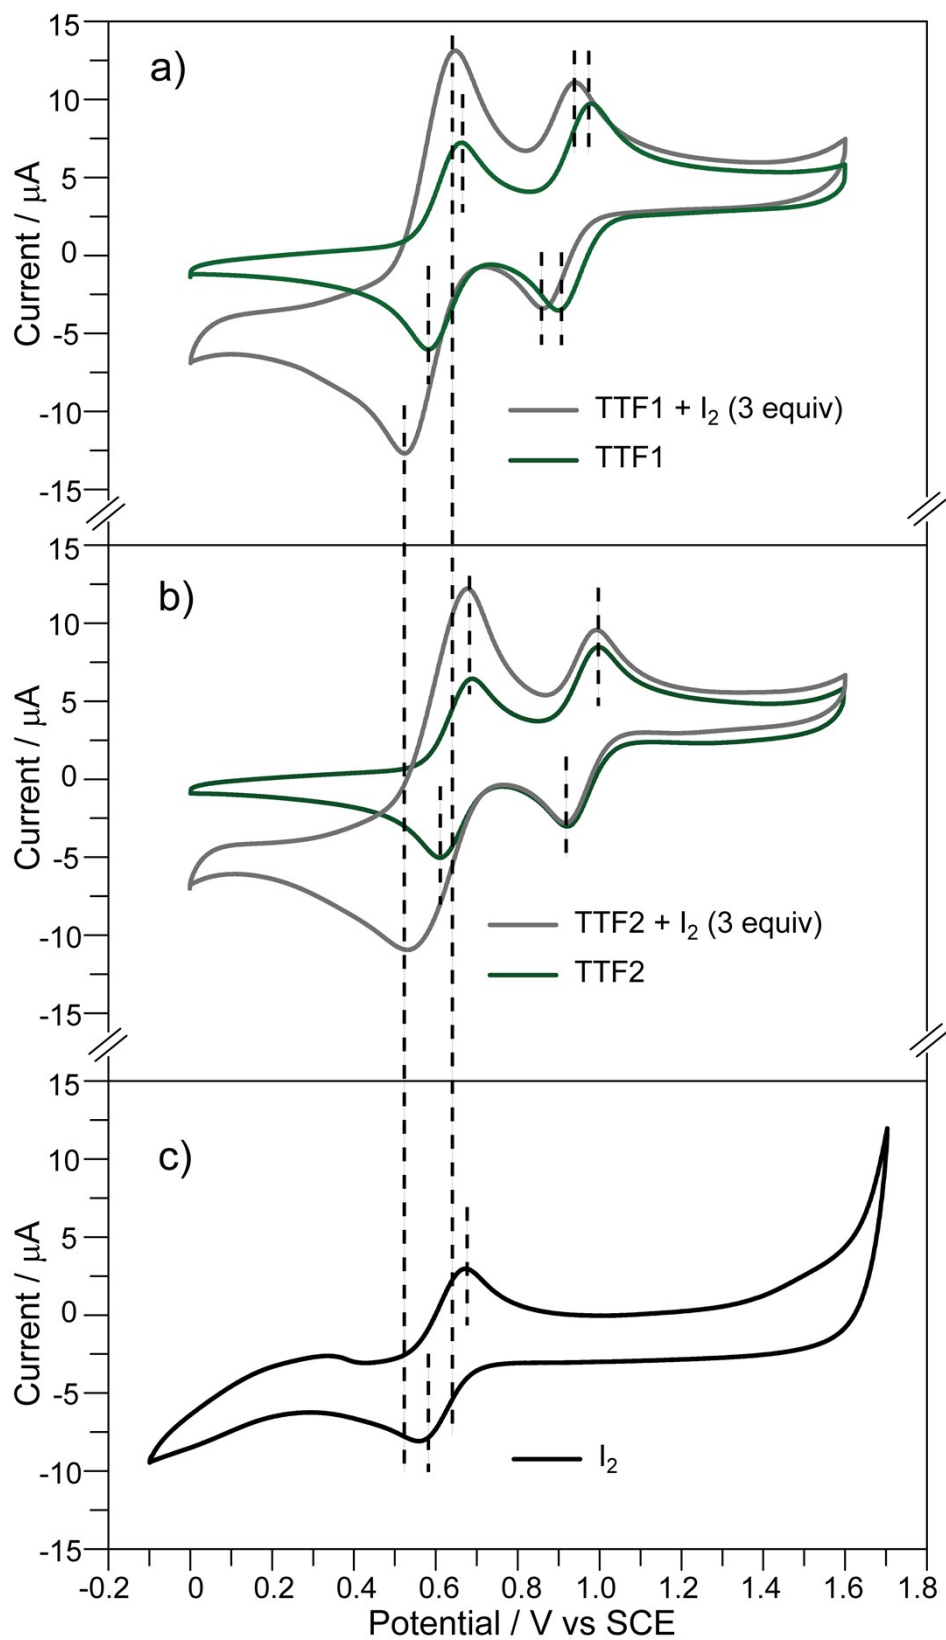 a)
15
10
5
0
-5
-10
-15
Current / μA
TTF1 + I₂ (3 equiv)
TTF1
b)
15
10
5
0
-5
-10
-15
Current / μA
TTF2 + I₂ (3 equiv)
TTF2
c)
15
10
5
0
-5
-10
-15
Current / μA
I₂
-0.2 0 0.2 0.4 0.6 0.8 1.0 1.2 1.4 1.6 1.8
Potential / V vs SCE